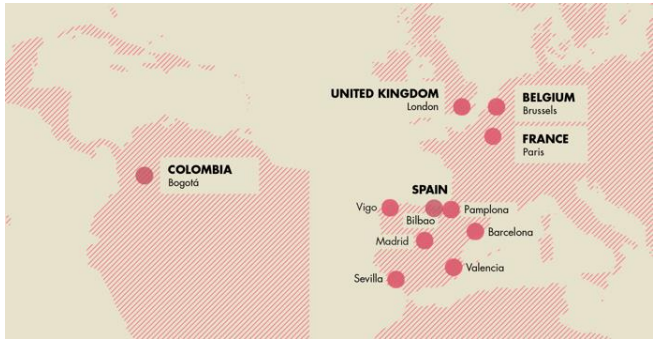 UNITED KINGDOM
London
BELGIUM
Brussels
FRANCE
Paris
COLOMBIA
Bogotá
SPAIN
Vigo
Bilbao
Pamplona
Madrid
Barcelona
Sevilla
Valencia